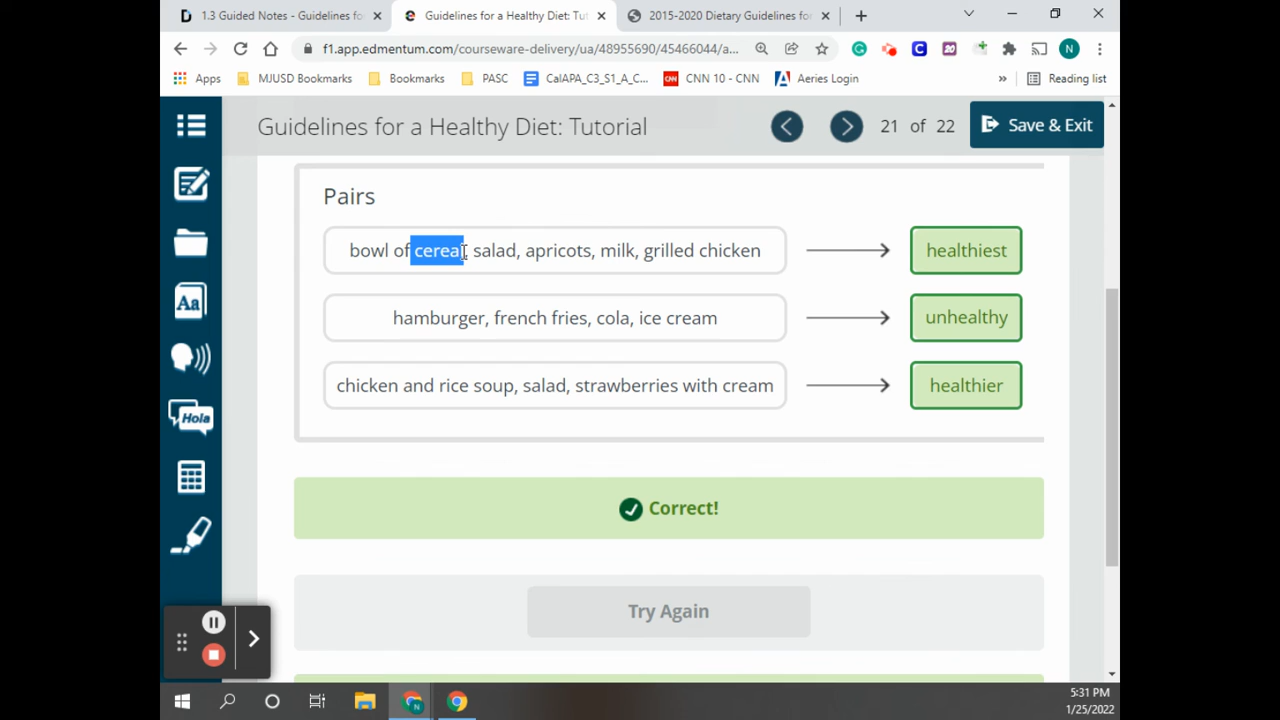 1.3 Guided Notes - Guidelines fo
Guidelines for a Healthy Diet: Tut
2015-2020 Dietary Guidelines fo
f1.app.edmentum.com/courseware-delivery/ua/48955690/45466044/a...
N
Apps
MJUSD Bookmarks
Bookmarks
PASC
CalAPA_C3_S1_A_C...
CNN 10 - CNN
Aeries Login
»
Reading list
Guidelines for a Healthy Diet: Tutorial
21 of 22
Save & Exit
Pairs
bowl of cereal, salad, apricots, milk, grilled chicken
healthiest
hamburger, french fries, cola, ice cream
unhealthy
chicken and rice soup, salad, strawberries with cream
healthier
Correct!
Try Again
Aa
Hola
5:31 PM
1/25/2022